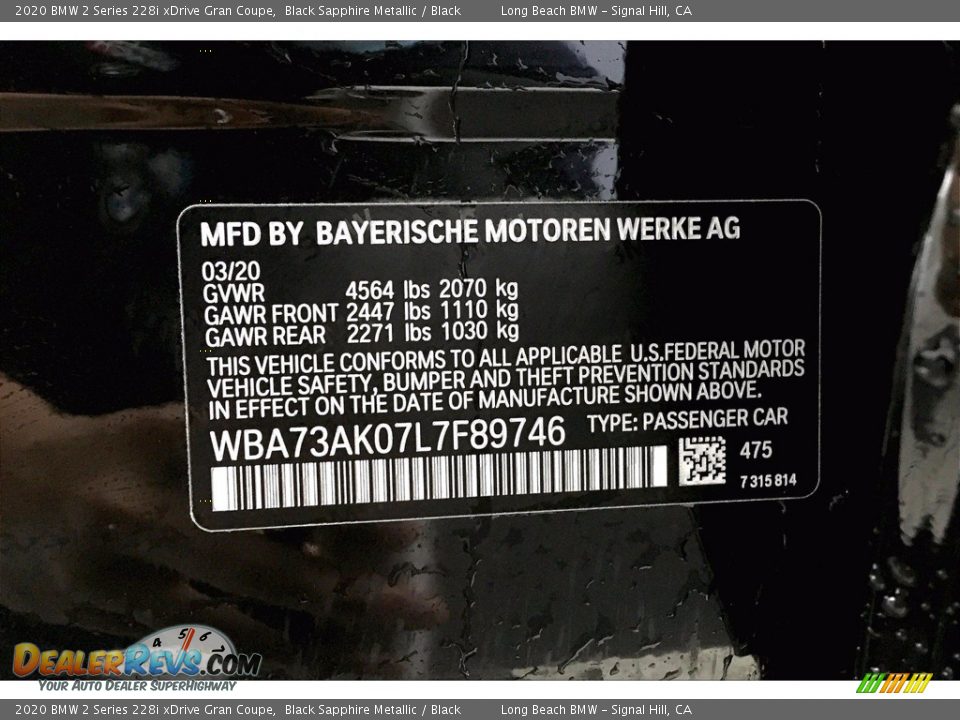 2020 BMW 2 Series 228i xDrive Gran Coupe, Black Sapphire Metallic / Black Long Beach BMW - Signal Hill, CA
MFD BY BAYERISCHE MOTOREN WERKE AG
03/20
GVWR 4564 lbs 2070 kg
GAWR FRONT 2447 lbs 1110 kg
GAWR REAR 2271 lbs 1030 kg
THIS VEHICLE CONFORMS TO ALL APPLICABLE U.S.FEDERAL MOTOR
VEHICLE SAFETY, BUMPER AND THEFT PREVENTION STANDARDS
IN EFFECT ON THE DATE OF MANUFACTURE SHOWN ABOVE.
WBA73AK07L7F89746 TYPE: PASSENGER CAR
475
7315814
4 5 6
DEALERREVS.COM
YOUR AUTO DEALER SUPERHIGHWAY
2020 BMW 2 Series 228i xDrive Gran Coupe, Black Sapphire Metallic / Black Long Beach BMW - Signal Hill, CA